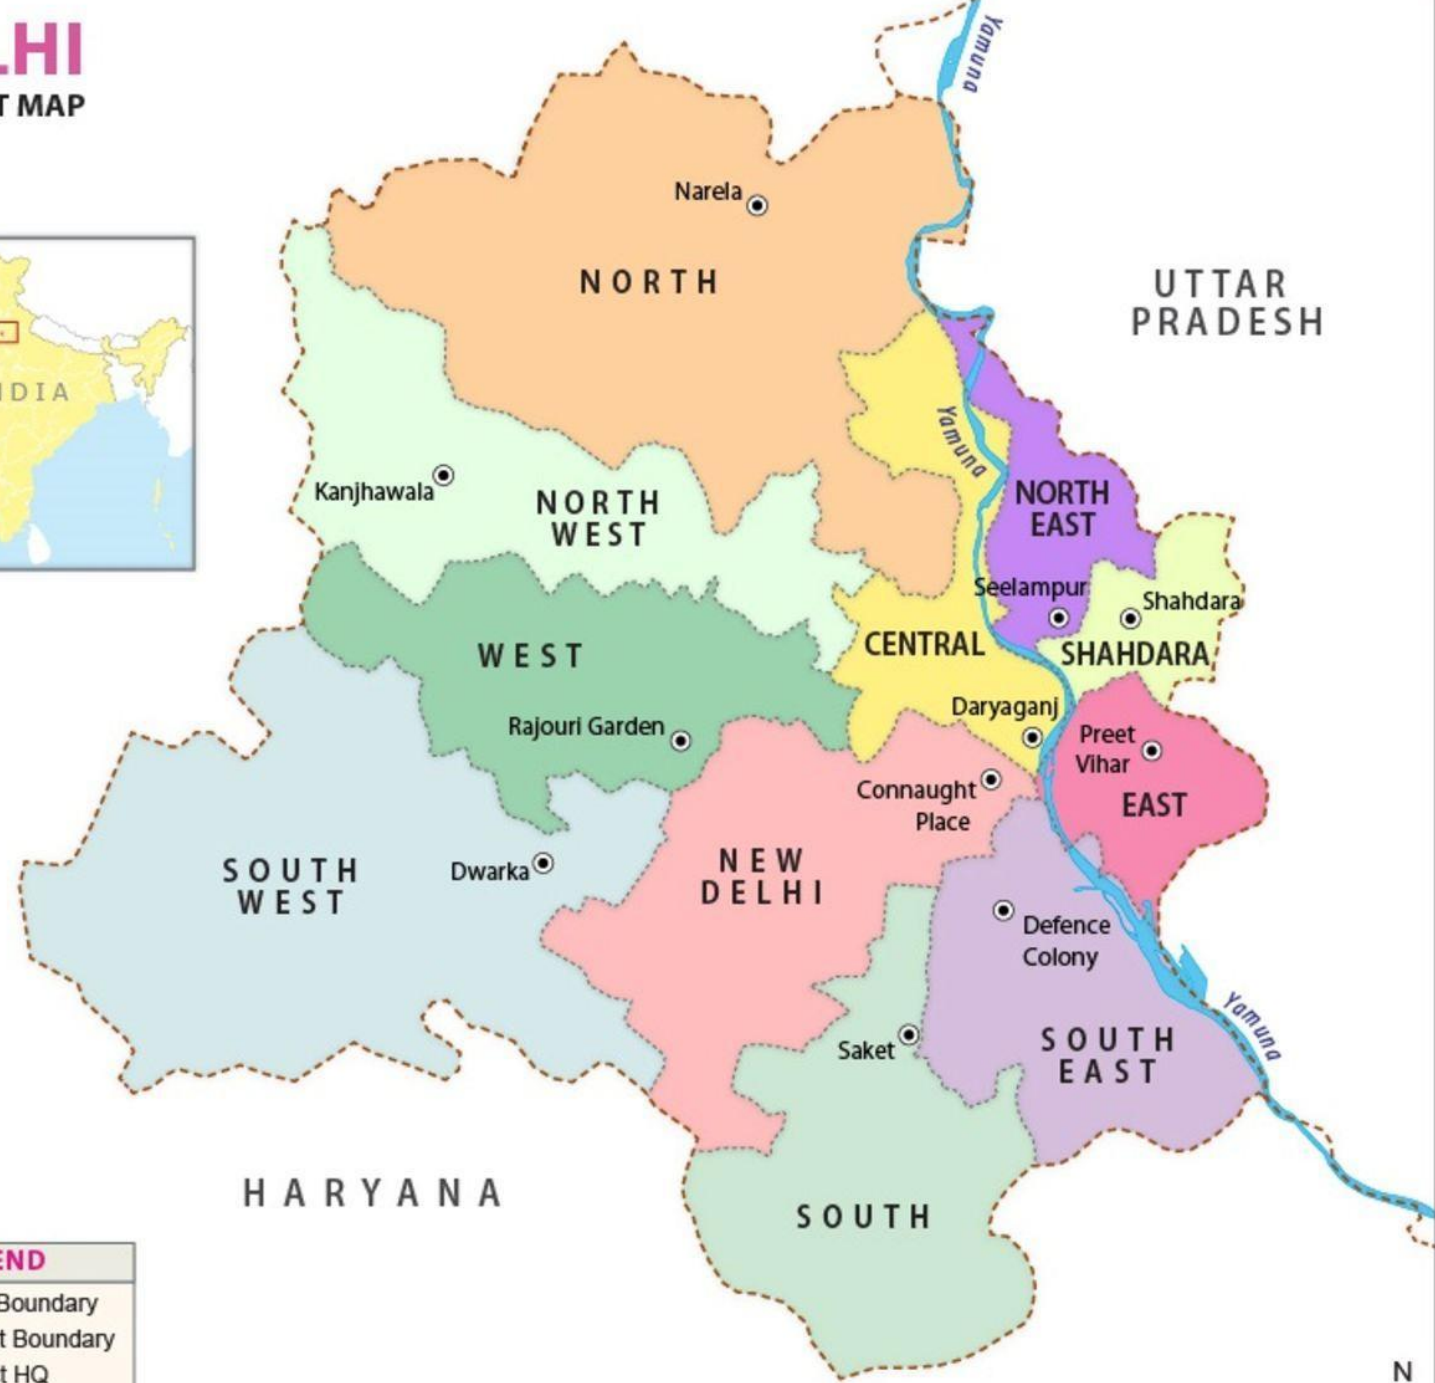 LHI
T MAP
NDIA
Yamuna
Narela
NORTH
UTTAR
PRADESH
Yamuna
Kanjhawala
NORTH
WEST
NORTH
EAST
Seelampur
Shahdara
CENTRAL
SHAHDARA
WEST
Daryaganj
Rajouri Garden
Preet
Vihar
Connaught
Place
EAST
SOUTH
WEST
Dwarka
NEW
DELHI
Defence
Colony
Yamuna
Saket
SOUTH
EAST
HARYANA
SOUTH
END
Boundary
t Boundary
t HQ
N